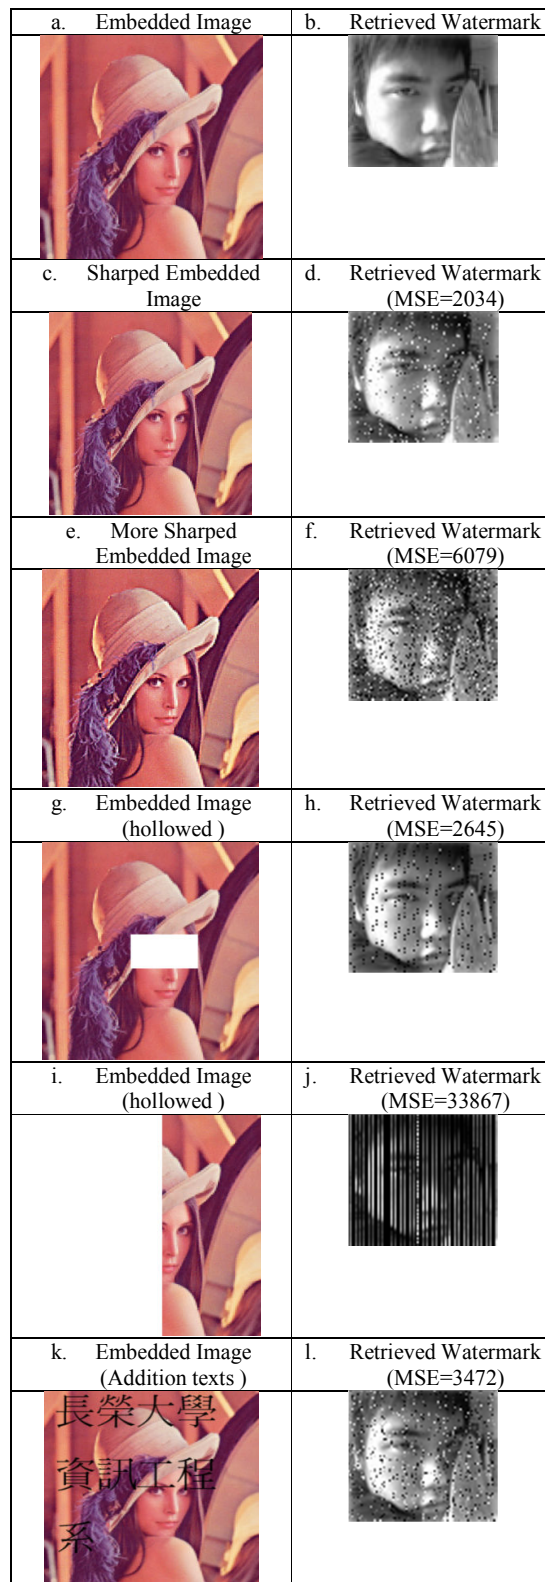 a. Embedded Image
b. Retrieved Watermark
c. Sharped Embedded
Image
d. Retrieved Watermark
(MSE=2034)
e. More Sharped
Embedded Image
f. Retrieved Watermark
(MSE=6079)
g. Embedded Image
(hollowed )
h. Retrieved Watermark
(MSE=2645)
i. Embedded Image
(hollowed )
j. Retrieved Watermark
(MSE=33867)
k. Embedded Image
(Addition texts )
l. Retrieved Watermark
(MSE=3472)
長榮大學
資訊工程
系